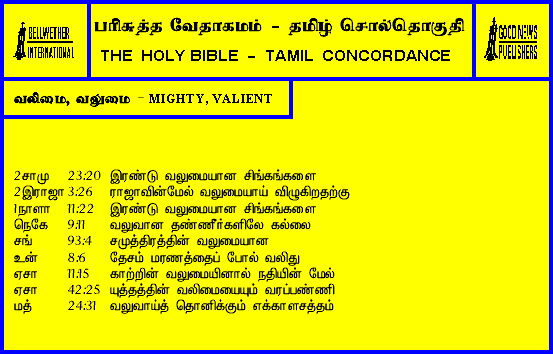 BELLWETHER
INTERNATIONAL
பரிசுத்த வேதாகமம் - தமிழ் சொல்தொகுதி
THE HOLY BIBLE - TAMIL CONCORDANCE
GOOD NEWS
PUBLISHERS
வலிமை, வலுமை - MIGHTY, VALIENT
2சாமு 23:20 இரண்டு வலுமையான சிங்கங்களை
2இராஜா 3:26 ராஜாவின்மேல் வலுமையாய் விழுகிறதற்கு
1நாளா 11:22 இரண்டு வலுமையான சிங்கங்களை
நெகே 9:11 வலுவான தண்ணீர்களிலே கல்லை
சங் 93:4 சமுத்திரத்தின் வலுமையான
உன் 8:6 தேசம் மரணத்தைப் போல் வலிது
ஏசா 11:15 காற்றின் வலுமையினால் நதியின் மேல்
ஏசா 42:25 யுத்தத்தின் வலிமையையும் வரப்பண்ணி
மத் 24:31 வலுவாய்த் தொனிக்கும் எக்காளசத்தம்